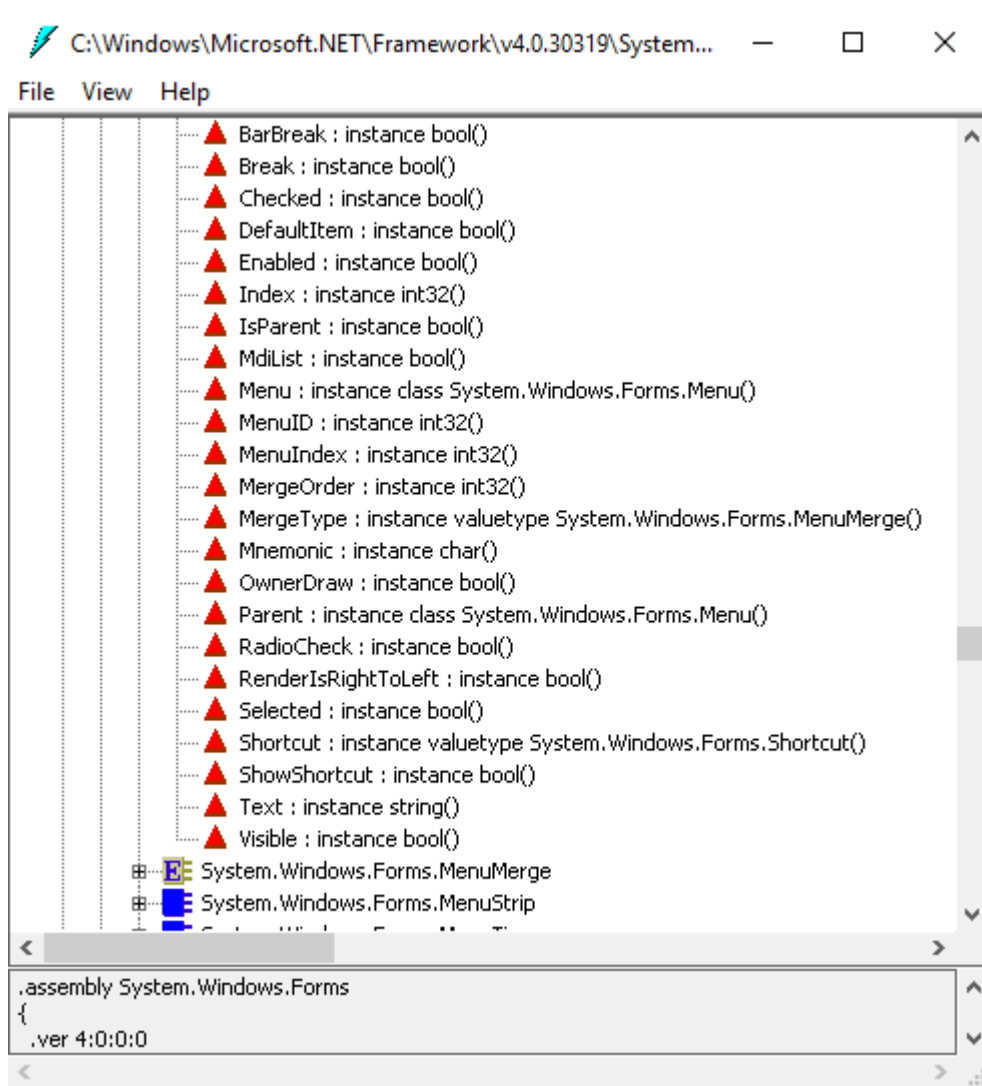 C:\Windows\Microsoft.NET\Framework\v4.0.30319\System...
File View Help
BarBreak : instance bool()
Break : instance bool()
Checked : instance bool()
DefaultItem : instance bool()
Enabled : instance bool()
Index : instance int32()
IsParent : instance bool()
MdiList : instance bool()
Menu : instance class System.Windows.Forms.Menu()
MenuID : instance int32()
MenuIndex : instance int32()
MergeOrder : instance int32()
MergeType : instance valuetype System.Windows.Forms.MenuMerge()
Mnemonic : instance char()
OwnerDraw : instance bool()
Parent : instance class System.Windows.Forms.Menu()
RadioCheck : instance bool()
RenderIsRightToLeft : instance bool()
Selected : instance bool()
Shortcut : instance valuetype System.Windows.Forms.Shortcut()
ShowShortcut : instance bool()
Text : instance string()
Visible : instance bool()
E System.Windows.Forms.MenuMerge
System.Windows.Forms.MenuStrip
.assembly System.Windows.Forms
{
.ver 4:0:0:0